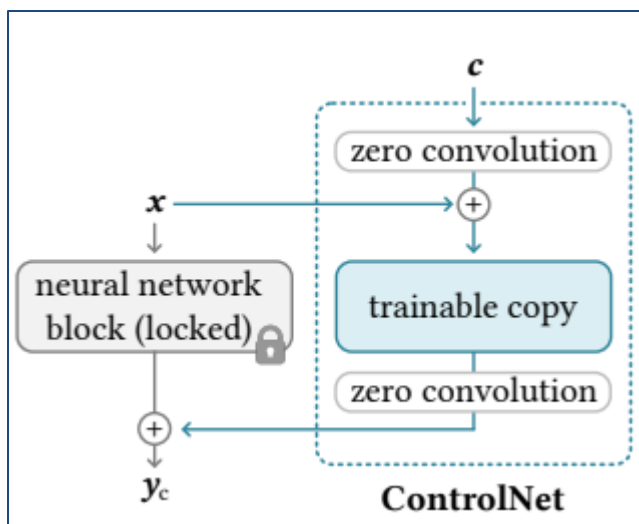 c
zero convolution
+
x
neural network
block (locked)
trainable copy
zero convolution
+
yc
ControlNet